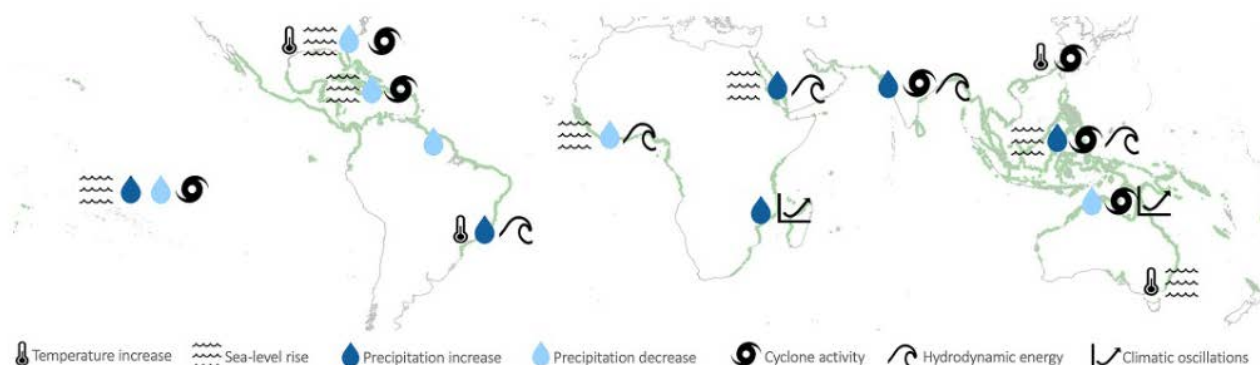 Temperature increase Sea-level rise Precipitation increase Precipitation decrease Cyclone activity Hydrodynamic energy Climatic oscillations